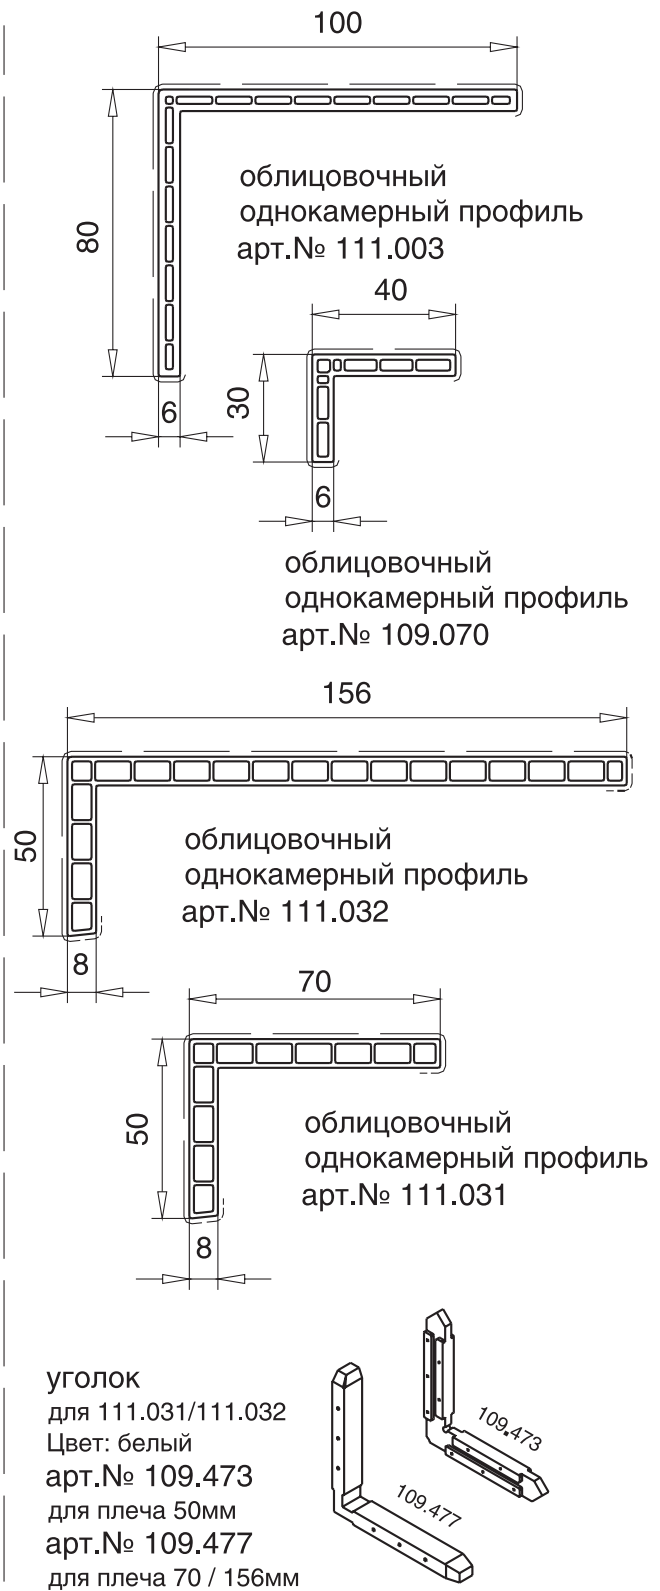 100
80
облицовочный
однокамерный профиль
арт.№ 111.003
6
40
30
6
облицовочный
однокамерный профиль
арт.№ 109.070
156
50
облицовочный
однокамерный профиль
арт.№ 111.032
8
70
50
облицовочный
однокамерный профиль
арт.№ 111.031
8
уголок
для 111.031/111.032
Цвет: белый
арт.№ 109.473
для плеча 50мм
арт.№ 109.477
для плеча 70 / 156мм
109.473
109.477